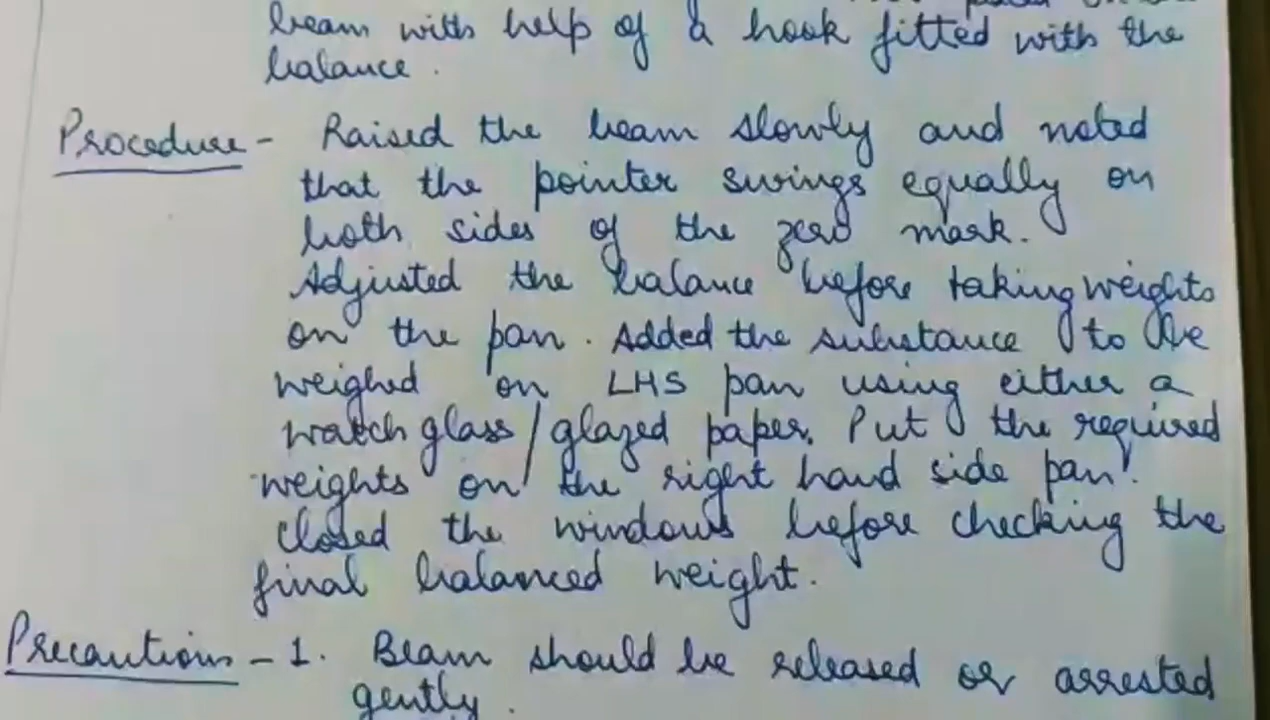 beam with help of a hook fitted with the
balance.
Procedure - Raised the beam slowly and noted
that the pointer swings equally on
both sides of the zero mark.
Adjusted the balance before taking weights
on the pan. Added the substance to be
weighed on LHS pan using either a
watch glass/glazed paper. Put the required
weights on the right hand side pan.
Closed the windows before checking the
final balanced weight.
Precautions - 1. Beam should be released or arrested
gently.